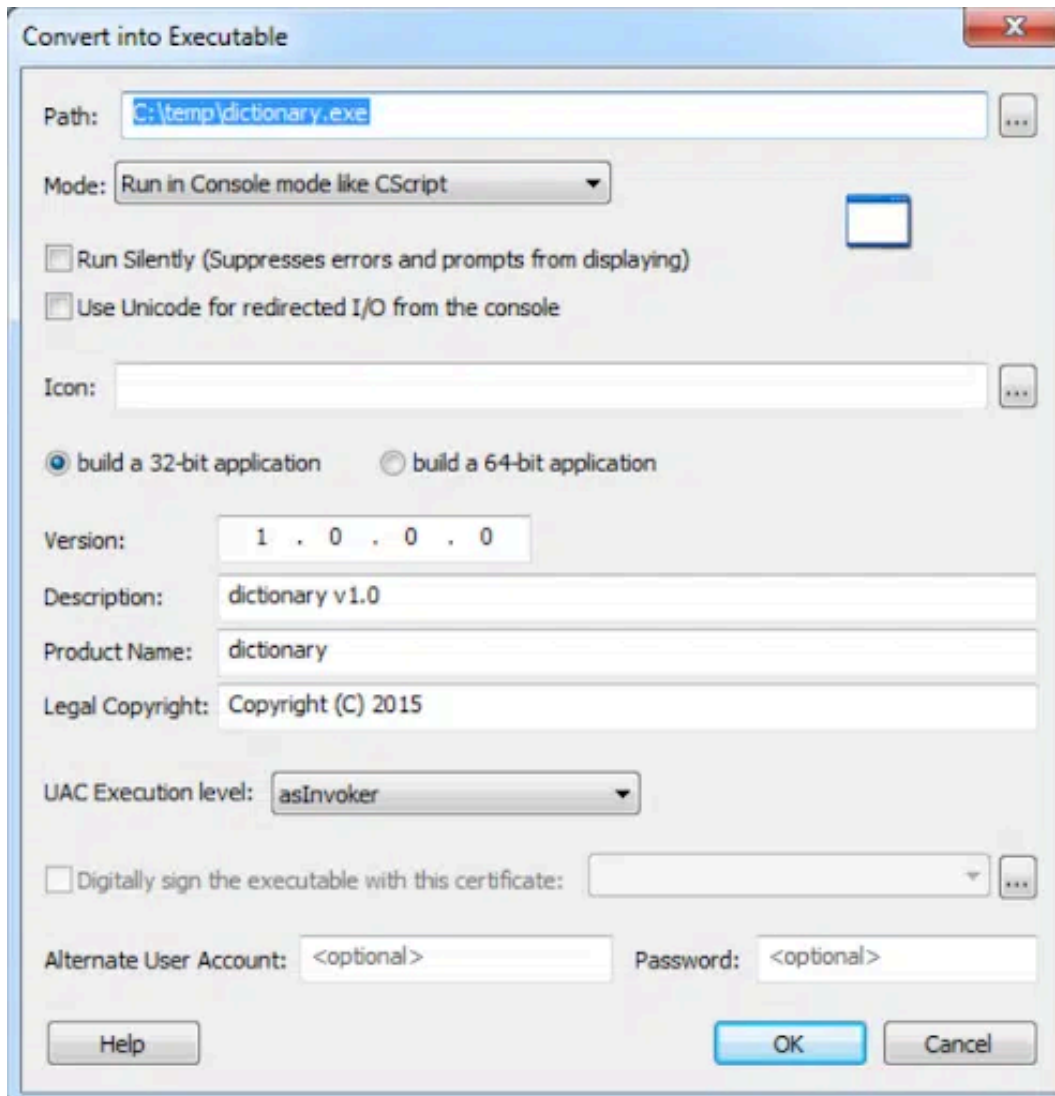 Convert into Executable
Path: C:\temp\dictionary.exe ...
Mode: Run in Console mode like CScript
Run Silently (Suppresses errors and prompts from displaying)
Use Unicode for redirected I/O from the console
Icon: ...
build a 32-bit application build a 64-bit application
Version: 1 . 0 . 0 . 0
Description: dictionary v1.0
Product Name: dictionary
Legal Copyright: Copyright (C) 2015
UAC Execution level: asInvoker
Digitally sign the executable with this certificate: ...
Alternate User Account: <optional> Password: <optional>
Help OK Cancel